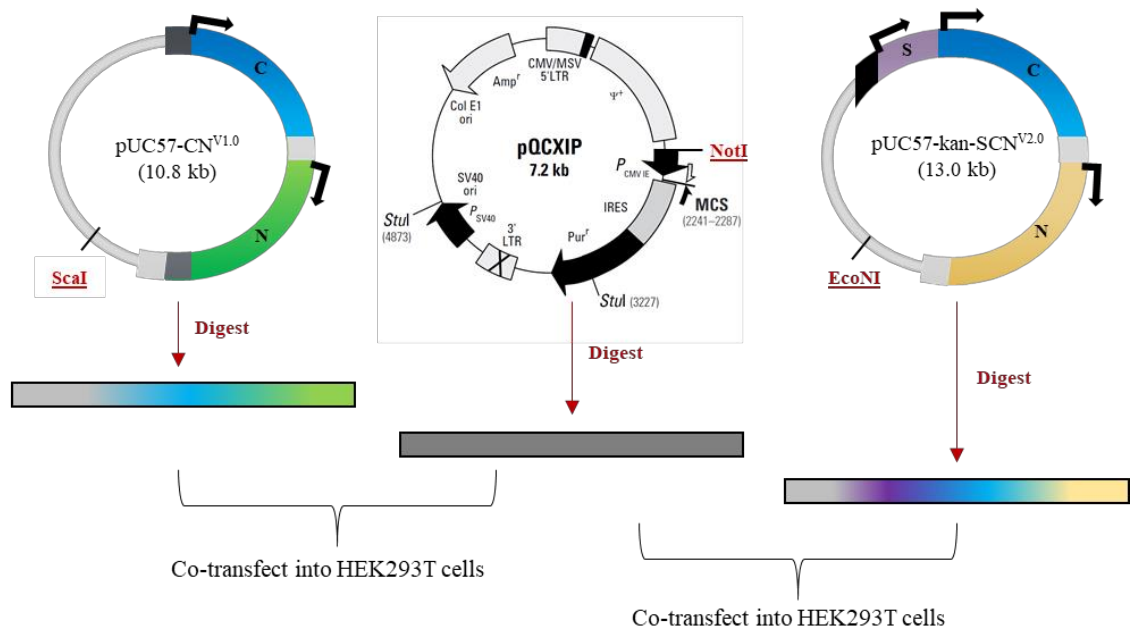 C
N
pUC57-CN^V1.0
(10.8 kb)
ScaI
Digest
CMV/MSV
5'LTR
Amp^r
Col E1
ori
Ψ+
pQCXIP
7.2 kb
NotI
P CMV IE
MCS
(2241–2287)
SV40
ori
P SV40
IRES
StuI
(4873)
3'
LTR
Pur^r
StuI (3227)
Digest
S
C
N
pUC57-kan-SCN^V2.0
(13.0 kb)
EcoNI
Digest
Co-transfect into HEK293T cells
Co-transfect into HEK293T cells